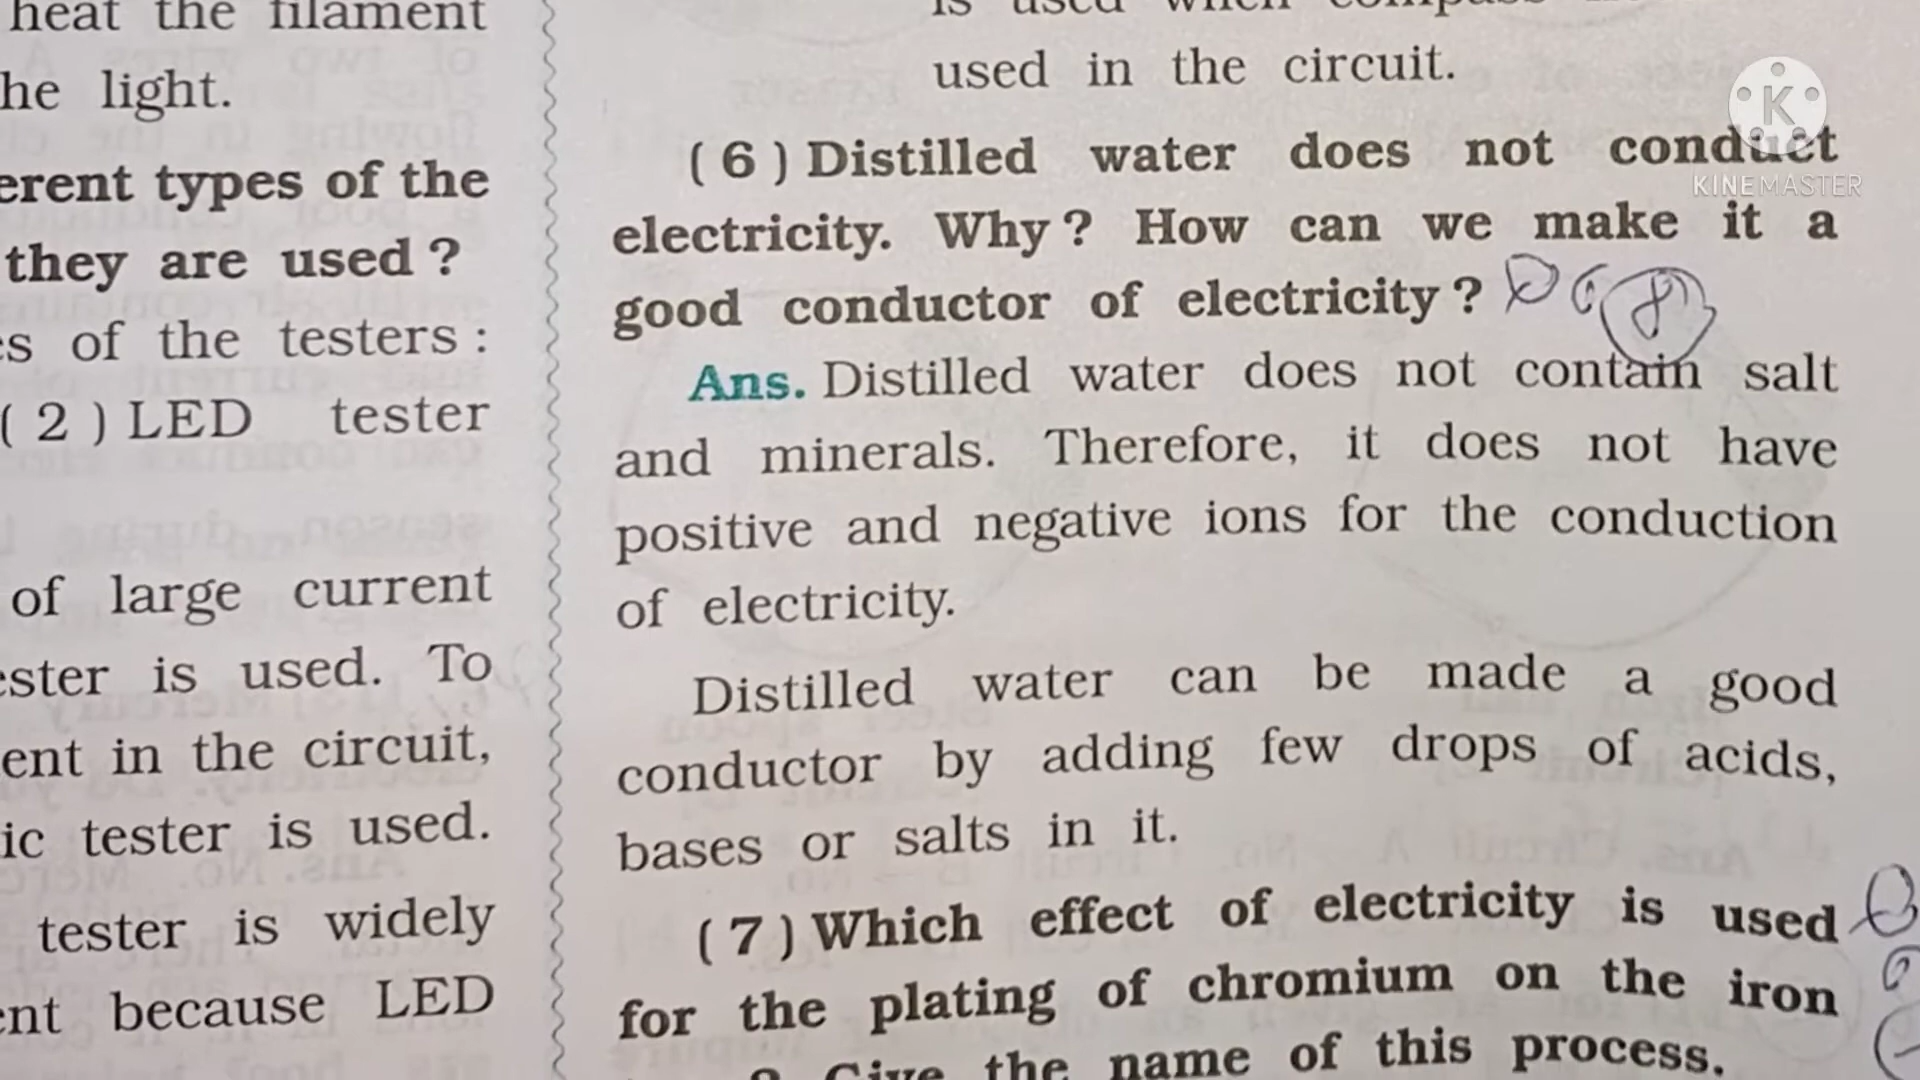 heat the filament
he light.
erent types of the
they are used ?
s of the testers :
( 2 ) LED tester
of large current
ster is used. To
ent in the circuit,
ic tester is used.
tester is widely
nt because LED
used in the circuit.
( 6 ) Distilled water does not conduct
electricity. Why ? How can we make it a
good conductor of electricity ?
Ans. Distilled water does not contain salt
and minerals. Therefore, it does not have
positive and negative ions for the conduction
of electricity.
Distilled water can be made a good
conductor by adding few drops of acids,
bases or salts in it.
( 7 ) Which effect of electricity is used
for the plating of chromium on the iron
? Give the name of this process.
K
KINEMASTER